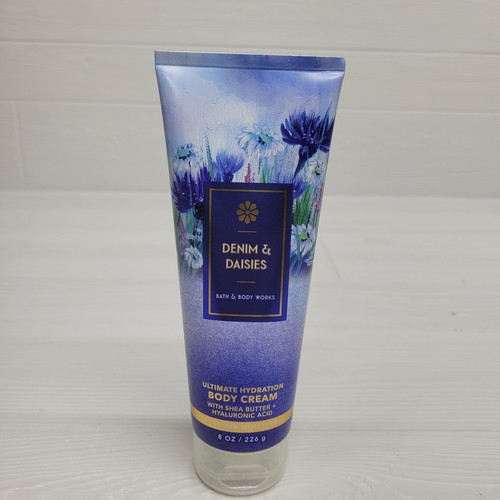 DENIM &
DAISIES
BATH & BODY WORKS
ULTIMATE HYDRATION
BODY CREAM
WITH SHEA BUTTER +
HYALURONIC ACID
8 OZ / 226 g